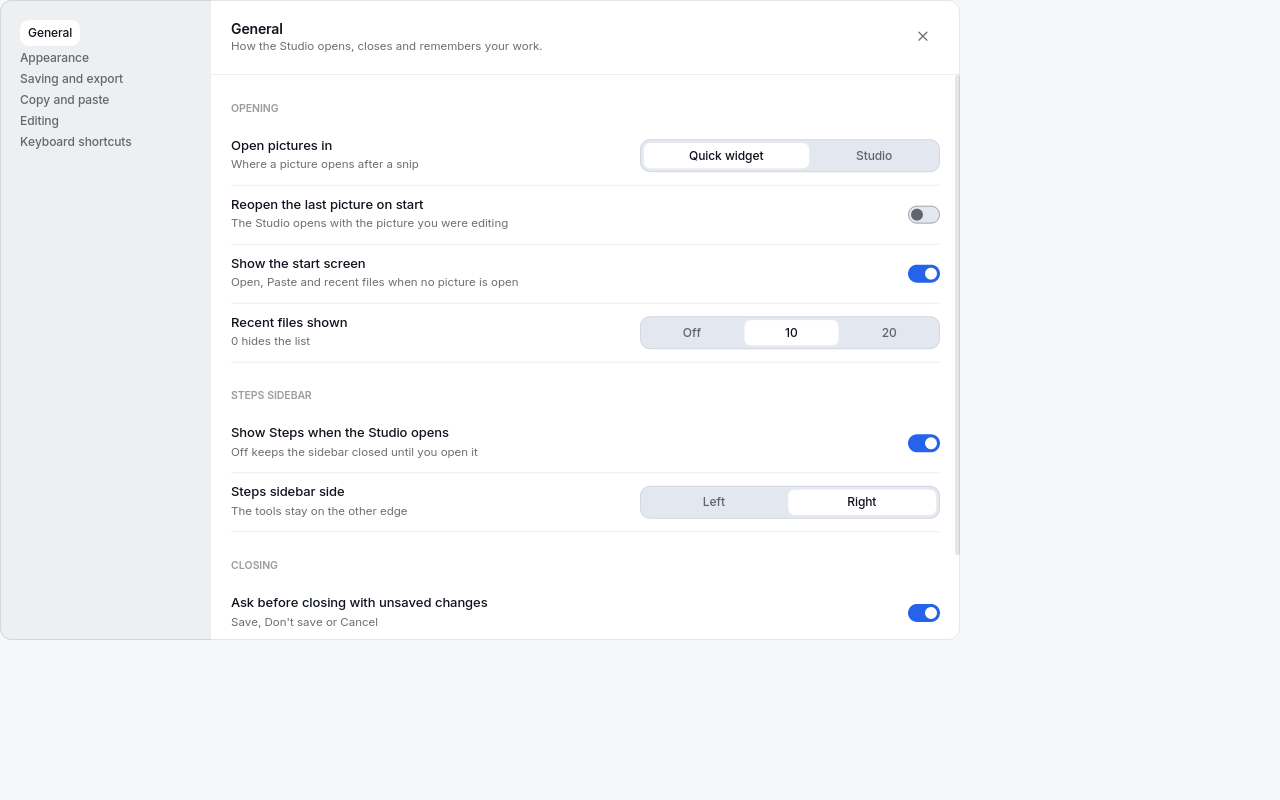 General
Appearance
Saving and export
Copy and paste
Editing
Keyboard shortcuts
General
How the Studio opens, closes and remembers your work.
OPENING
Open pictures in
Where a picture opens after a snip
Quick widget
Studio
Reopen the last picture on start
The Studio opens with the picture you were editing
Show the start screen
Open, Paste and recent files when no picture is open
Recent files shown
0 hides the list
Off
10
20
STEPS SIDEBAR
Show Steps when the Studio opens
Off keeps the sidebar closed until you open it
Steps sidebar side
The tools stay on the other edge
Left
Right
CLOSING
Ask before closing with unsaved changes
Save, Don't save or Cancel